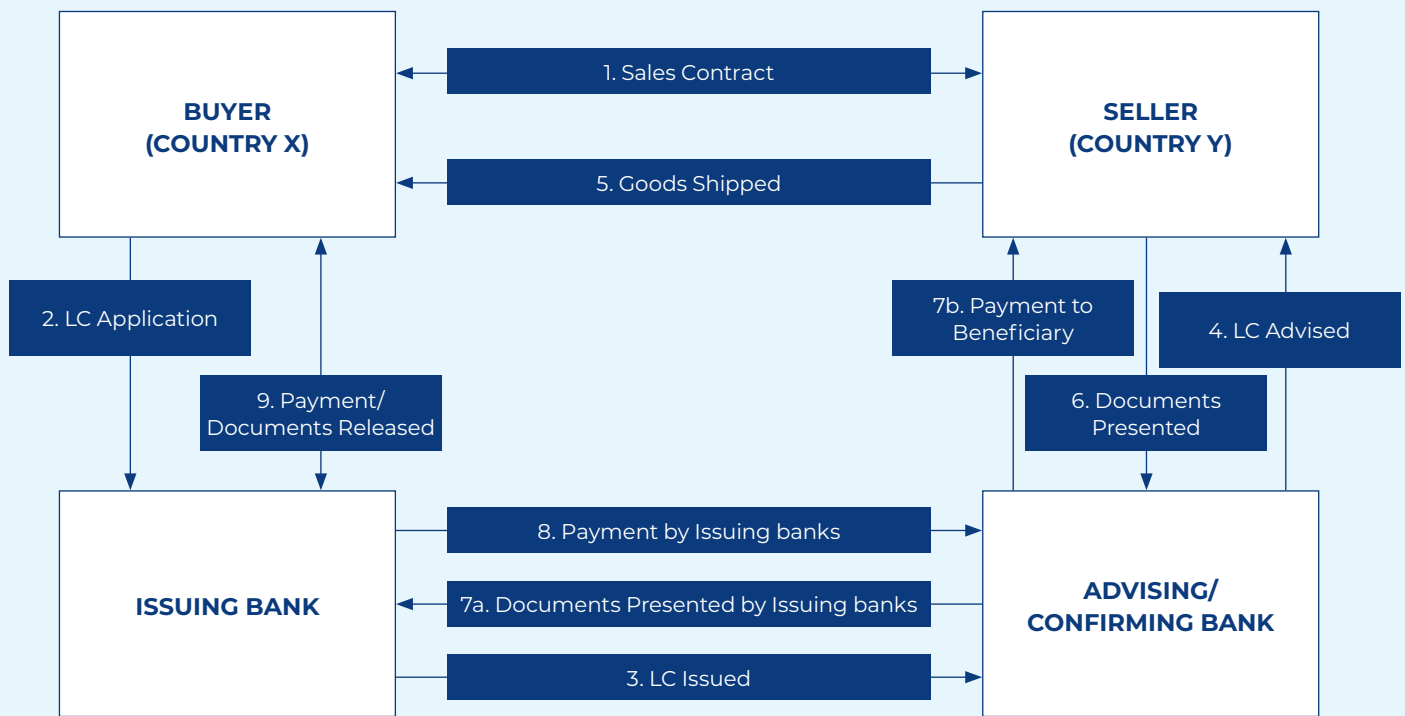 1. Sales Contract
BUYER
(COUNTRY X)
SELLER
(COUNTRY Y)
5. Goods Shipped
2. LC Application
7b. Payment to
Beneficiary
4. LC Advised
9. Payment/
Documents Released
6. Documents
Presented
8. Payment by Issuing banks
ISSUING BANK
7a. Documents Presented by Issuing banks
ADVISING/
CONFIRMING BANK
3. LC Issued